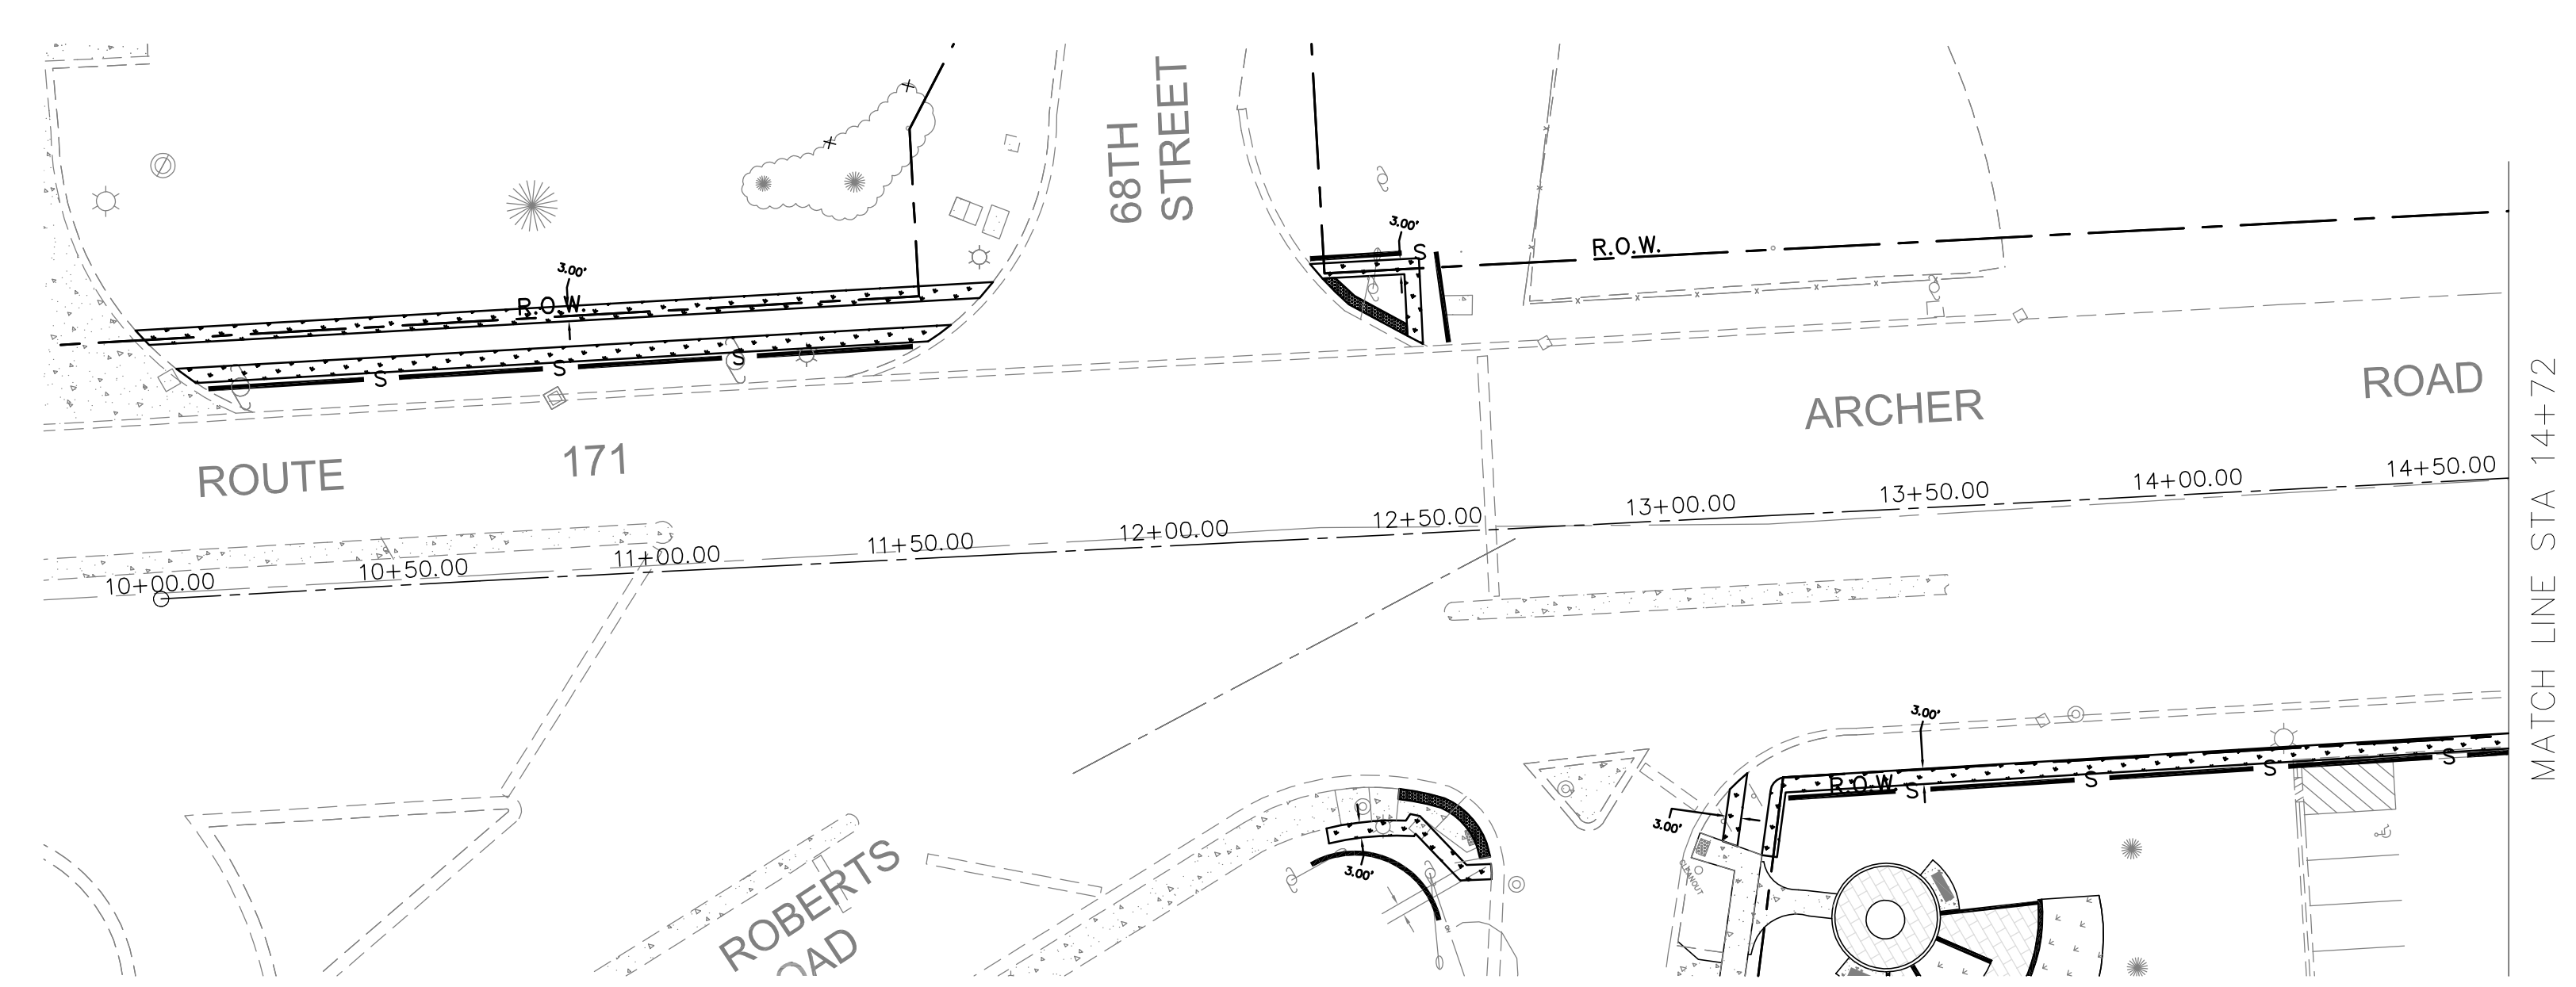 68TH
STREET
3.00'
R.O.W.
S
S
S
3.00'
S
R.O.W.
ARCHER
ROAD
ROUTE
171
10+00.00
10+50.00
11+00.00
11+50.00
12+00.00
12+50.00
13+00.00
13+50.00
14+00.00
14+50.00
MATCH LINE STA 14+72
3.00'
R.O.W.
S
S
S
S
3.00'
3.00'
CLEANOUT
ROBERTS
OAD